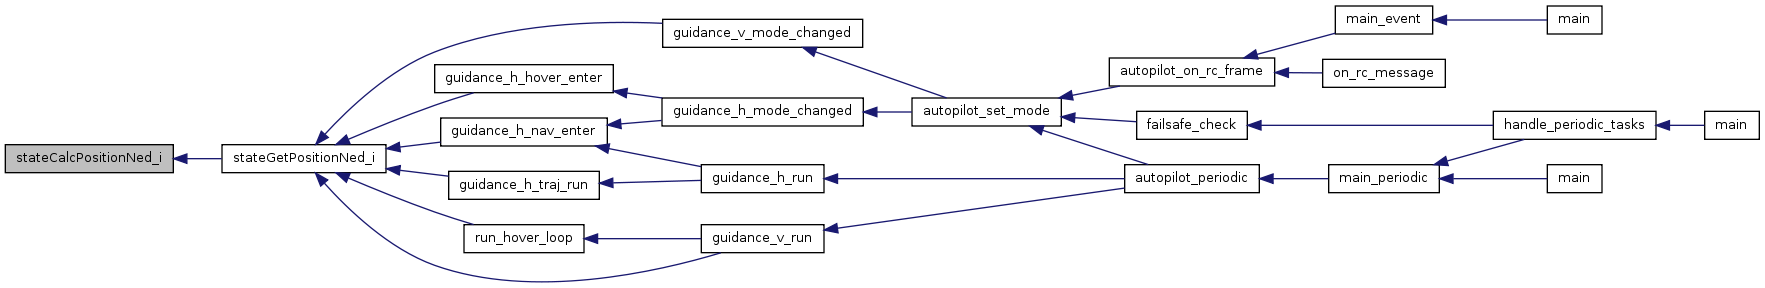 stateCalcPositionNed_i
stateGetPositionNed_i
guidance_v_mode_changed
guidance_h_hover_enter
guidance_h_nav_enter
guidance_h_traj_run
run_hover_loop
guidance_h_mode_changed
guidance_h_run
guidance_v_run
autopilot_set_mode
autopilot_on_rc_frame
failsafe_check
autopilot_periodic
main_event
on_rc_message
main_periodic
main
handle_periodic_tasks
main
main